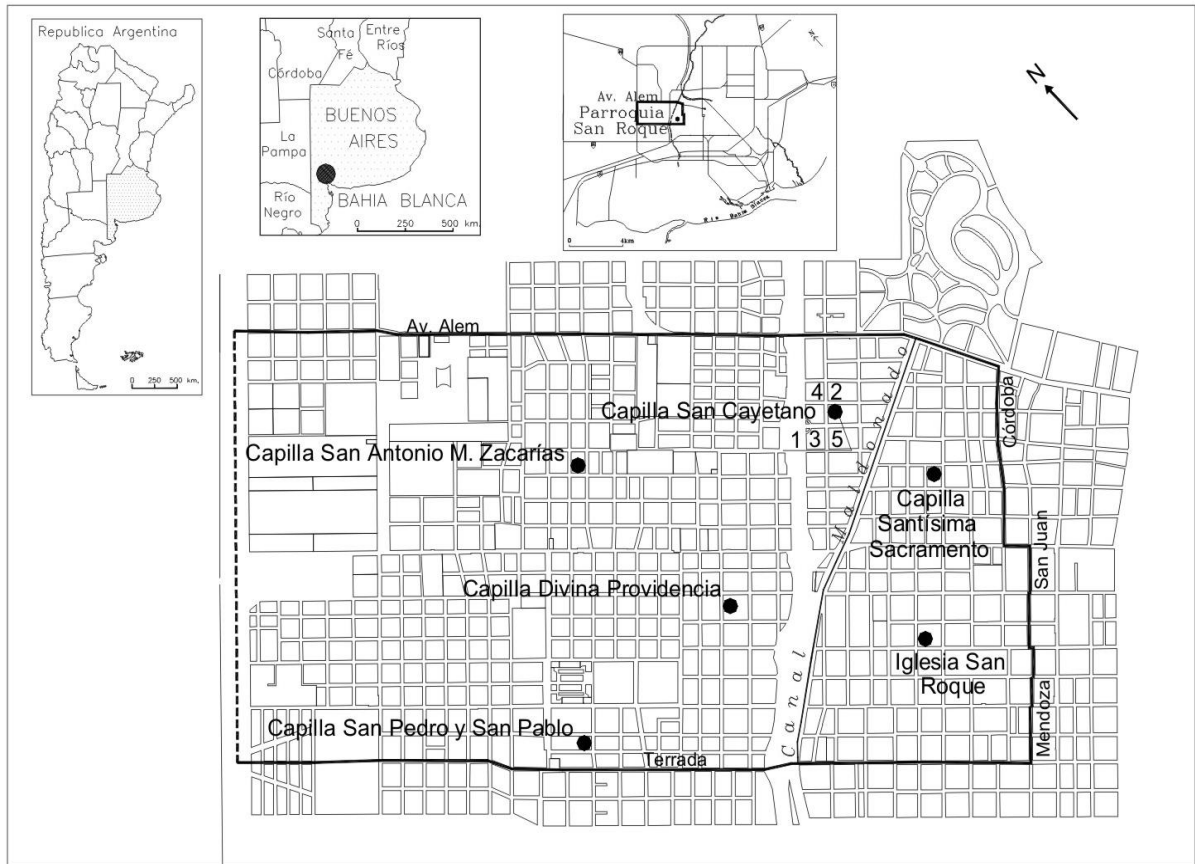 Republica Argentina
0 250 500 km,
Santa
Fé
Entre
Ríos
Córdoba
BUENOS
AIRES
La
Pampa
Río
Negro
BAHIA BLANCA
0 250 500 km,
N
Av. Alem
Parroquia
San Roque
Rio Bahia Blanca
0 4km
N
Av. Alem
4 2
Capilla San Cayetano
1 3 5
Córdoba
Capilla San Antonio M. Zacarías
Canal Maldonado
Capilla
Santísima
Sacramento
San Juan
Capilla Divina Providencia
Iglesia San
Roque
Mendoza
Capilla San Pedro y San Pablo
Terrada